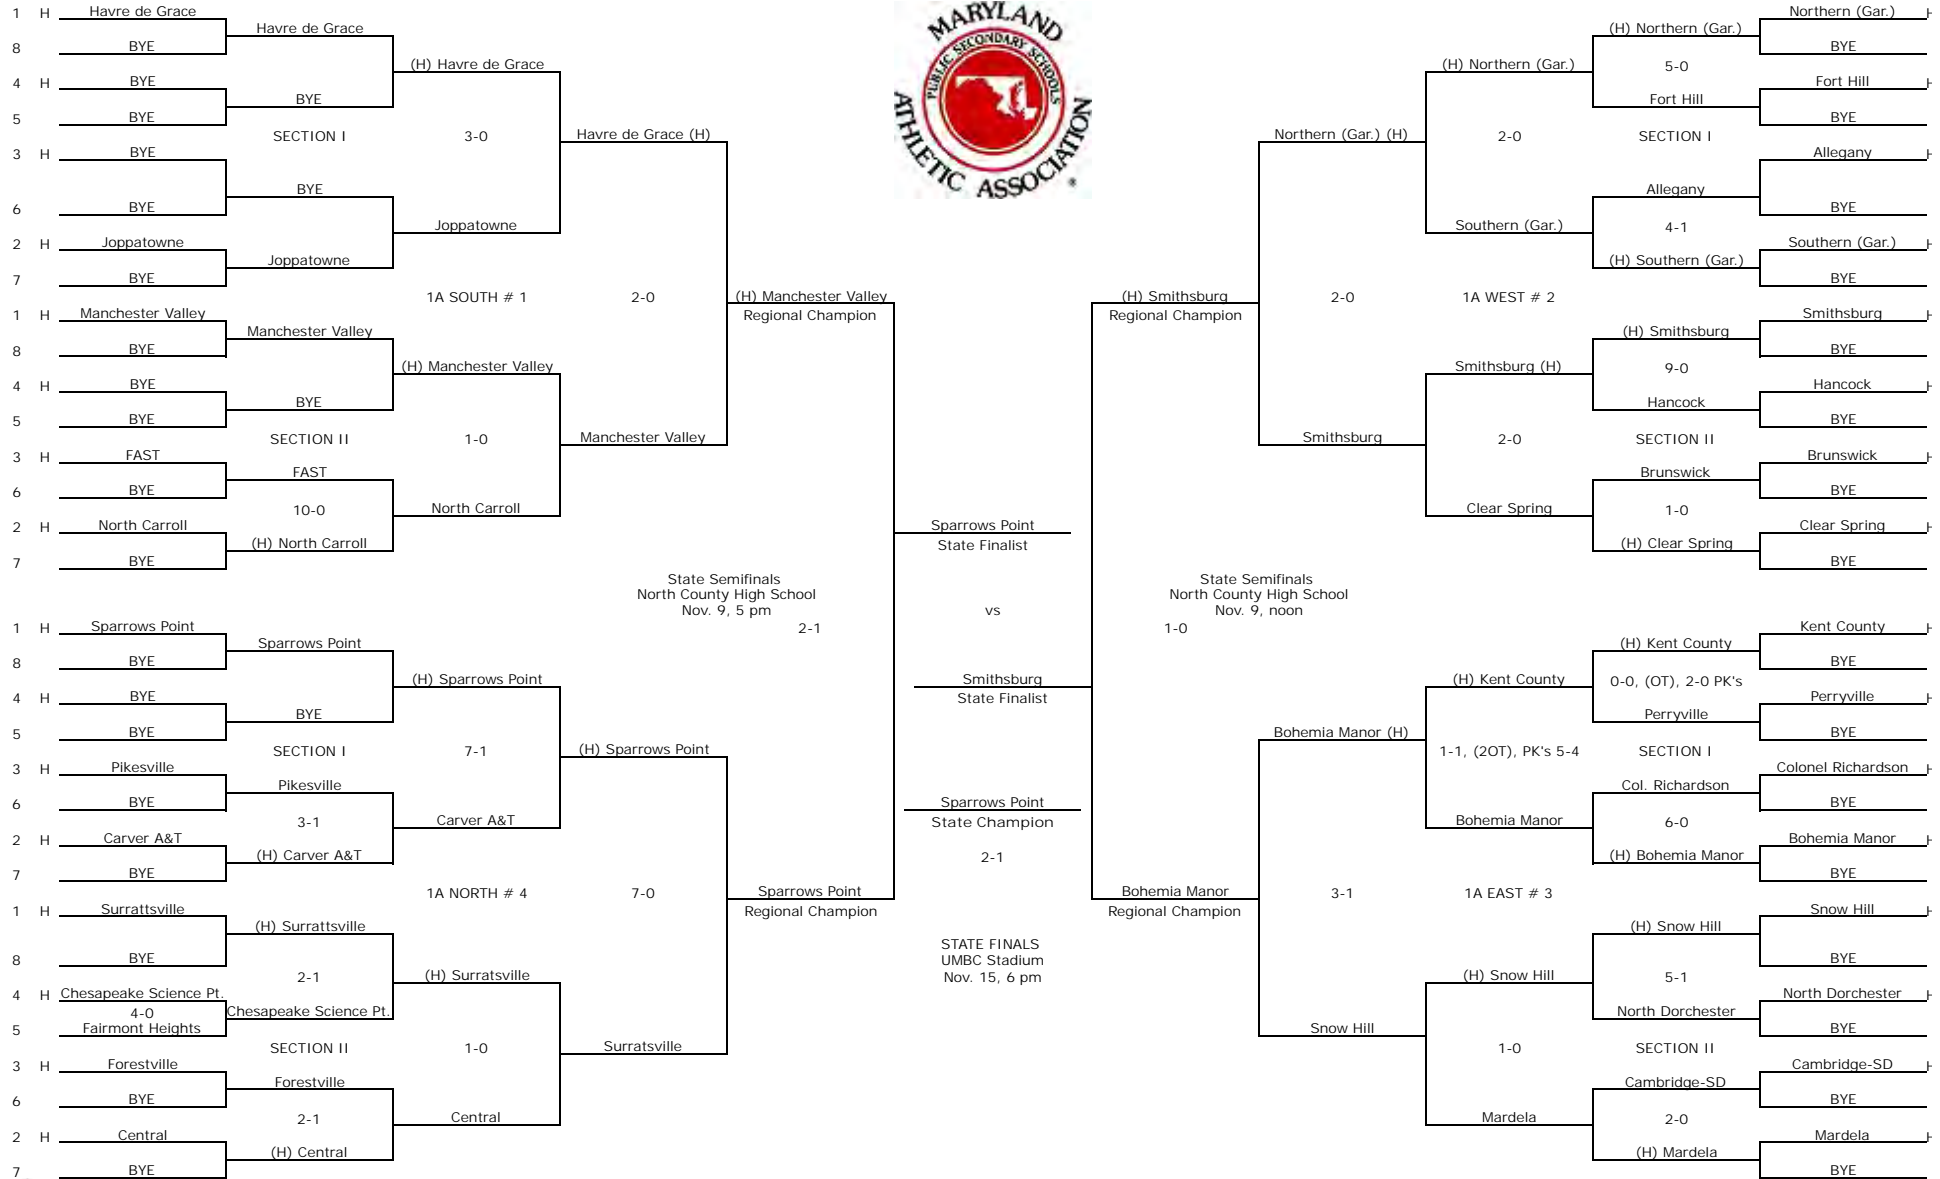 MARYLAND
PUBLIC SECONDARY SCHOOLS
ATHLETIC ASSOCIATION
®
1 H Havre de Grace
8 BYE
4 H BYE
5 BYE
3 H BYE
6 BYE
2 H Joppatowne
7 BYE
1 H Manchester Valley
8 BYE
4 H BYE
5 BYE
3 H FAST
6 BYE
2 H North Carroll
7 BYE
Havre de Grace
BYE
SECTION I
BYE
Joppatowne
Manchester Valley
BYE
SECTION II
FAST
10-0
(H) North Carroll
(H) Havre de Grace
3-0
Joppatowne
1A SOUTH # 1
(H) Manchester Valley
1-0
North Carroll
Havre de Grace (H)
2-0
Manchester Valley
(H) Manchester Valley
Regional Champion
1 H Sparrows Point
8 BYE
4 H BYE
5 BYE
3 H Pikesville
6 BYE
2 H Carver A&T
7 BYE
1 H Surrattsville
8 BYE
4 H Chesapeake Science Pt.
4-0
5 Fairmont Heights
3 H Forestville
6 BYE
2 H Central
7 BYE
Sparrows Point
BYE
SECTION I
Pikesville
3-1
(H) Carver A&T
(H) Surrattsville
2-1
Chesapeake Science Pt.
SECTION II
Forestville
2-1
(H) Central
(H) Sparrows Point
7-1
Carver A&T
1A NORTH # 4
(H) Surratsville
1-0
Central
(H) Sparrows Point
7-0
Surratsville
Sparrows Point
Regional Champion
State Semifinals
North County High School
Nov. 9, 5 pm
2-1
Sparrows Point
State Finalist
vs
Smithsburg
State Finalist
Sparrows Point
State Champion
2-1
STATE FINALS
UMBC Stadium
Nov. 15, 6 pm
State Semifinals
North County High School
Nov. 9, noon
1-0
(H) Smithsburg
Regional Champion
Northern (Gar.) (H)
2-0
Smithsburg
(H) Northern (Gar.)
2-0
Southern (Gar.)
1A WEST # 2
Smithsburg (H)
2-0
Clear Spring
(H) Northern (Gar.)
5-0
Fort Hill
SECTION I
Allegany
4-1
(H) Southern (Gar.)
(H) Smithsburg
9-0
Hancock
SECTION II
Brunswick
1-0
(H) Clear Spring
Northern (Gar.)
BYE
Fort Hill
BYE
Allegany
BYE
Southern (Gar.)
BYE
Smithsburg
BYE
Hancock
BYE
Brunswick
BYE
Clear Spring
BYE
Bohemia Manor
Regional Champion
Bohemia Manor (H)
3-1
Snow Hill
(H) Kent County
1-1, (2OT), PK's 5-4
Bohemia Manor
1A EAST # 3
(H) Snow Hill
1-0
Mardela
(H) Kent County
0-0, (OT), 2-0 PK's
Perryville
SECTION I
Col. Richardson
6-0
(H) Bohemia Manor
(H) Snow Hill
5-1
North Dorchester
SECTION II
Cambridge-SD
2-0
(H) Mardela
Kent County
BYE
Perryville
BYE
Colonel Richardson
BYE
Bohemia Manor
BYE
Snow Hill
BYE
North Dorchester
BYE
Cambridge-SD
BYE
Mardela
BYE